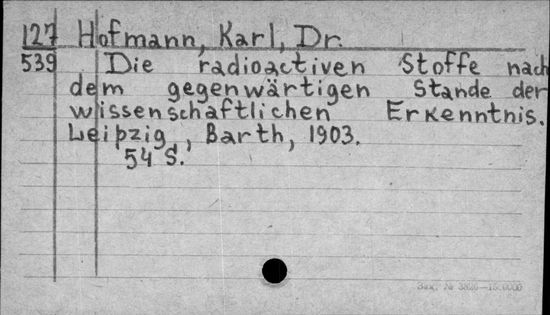 127 Hofmann, Karl, Dr.
539 Die radioactiven Stoffe nach
dem gegenwärtigen Stande der
wissenschaftlichen Erkenntnis.
Leipzig, Barth, 1903.
54 S.